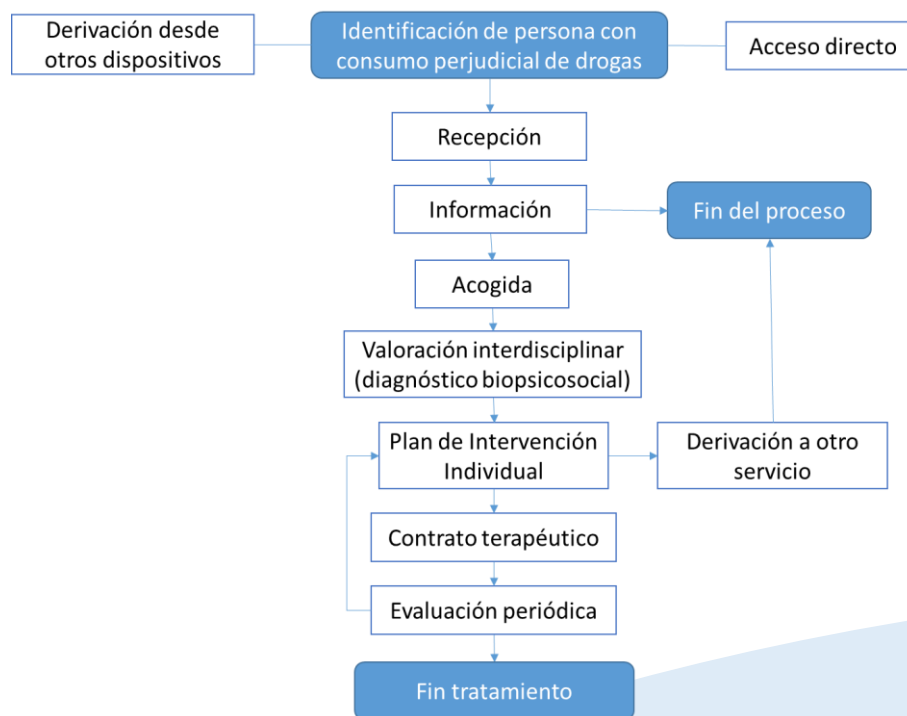 Derivación desde
otros dispositivos
Identificación de persona con
consumo perjudicial de drogas
Acceso directo
Recepción
Información
Fin del proceso
Acogida
Valoración interdisciplinar
(diagnóstico biopsicosocial)
Plan de Intervención
Individual
Derivación a otro
servicio
Contrato terapéutico
Evaluación periódica
Fin tratamiento